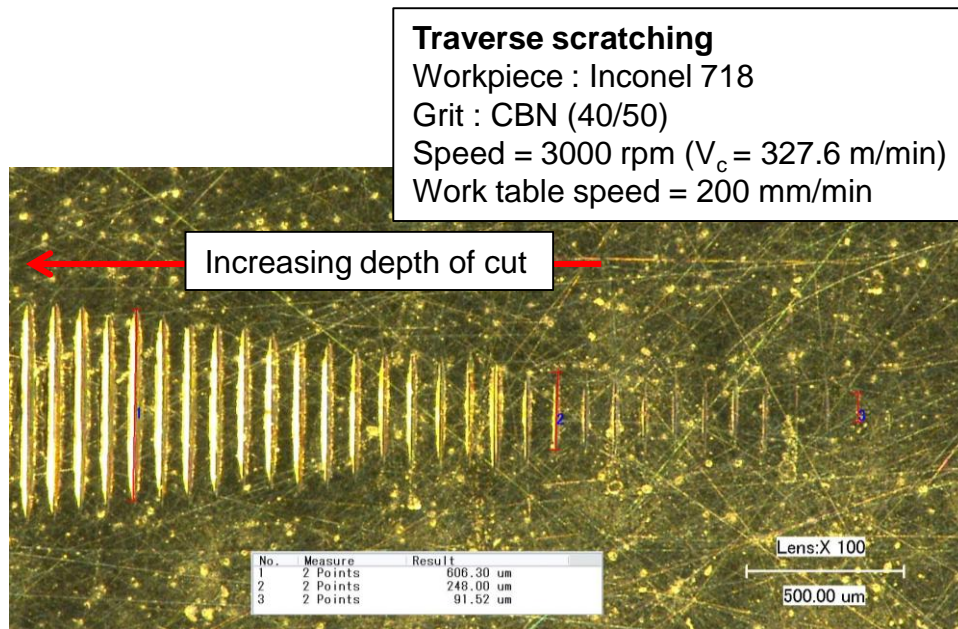 Traverse scratching
Workpiece : Inconel 718
Grit : CBN (40/50)
Speed = 3000 rpm (Vc = 327.6 m/min)
Work table speed = 200 mm/min
Increasing depth of cut
1
2
3
Lens:X 100
500.00 um
No. Measure Result
1 2 Points 606.30 um
2 2 Points 248.00 um
3 2 Points 91.52 um